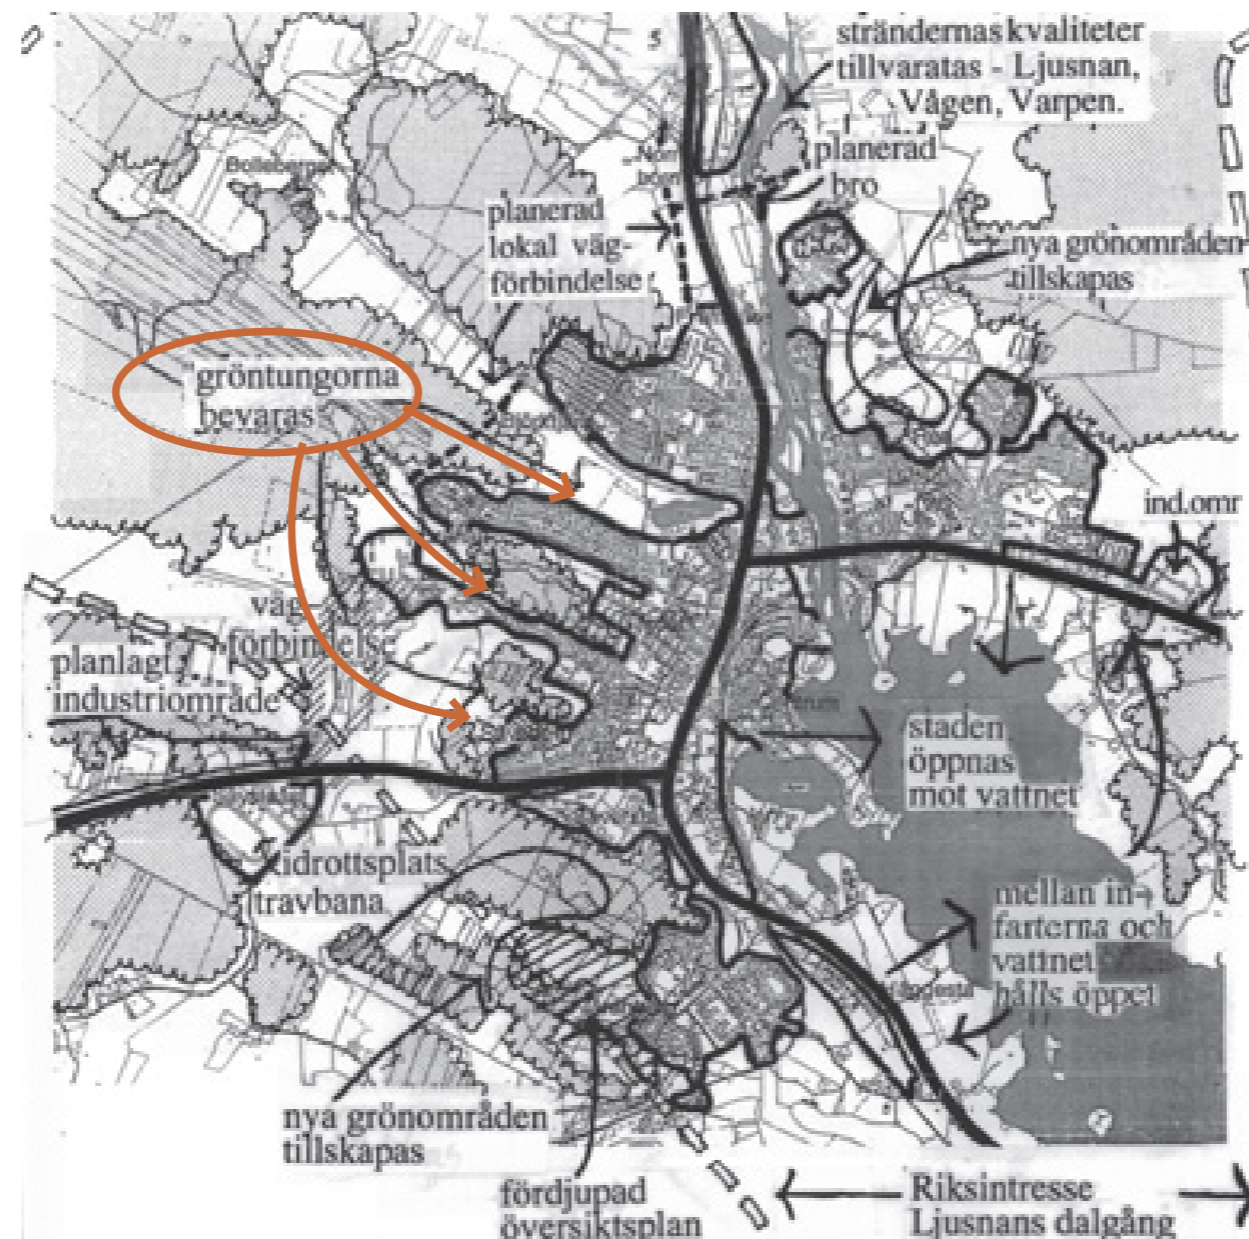 5
strändernas kvaliteter
tillvaratas - Ljusnan,
Vågen, Varpen.
planerad
bro
planerad
lokal väg-
förbindelse
nya grönområden
tillskapas
"gröntungorna
bevaras
ind.omr
väg-
förbindelse
planlagt
industriområde
staden
öppnas
mot vattnet
idrottsplats
travbana
mellan in-
farterna och
vattnet
hålls öppet
nya grönområden
tillskapas
fördjupad
översiktsplan
Riksintresse
Ljusnans dalgång